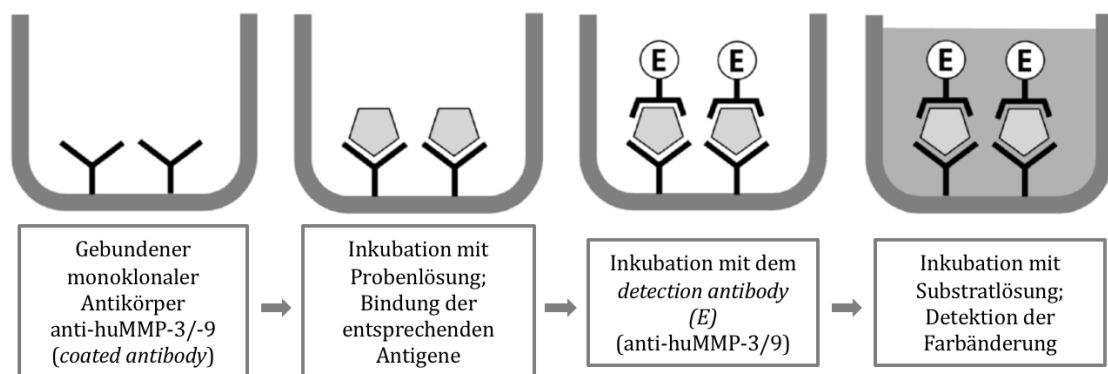 E E
E E
Gebundener
monoklonaler
Antikörper
anti-huMMP-3/-9
(coated antibody)
Inkubation mit
Probenlösung;
Bindung der
entsprechenden
Antigene
Inkubation mit dem
detection antibody
(E)
(anti-huMMP-3/9)
Inkubation mit
Substratlösung;
Detektion der
Farbänderung